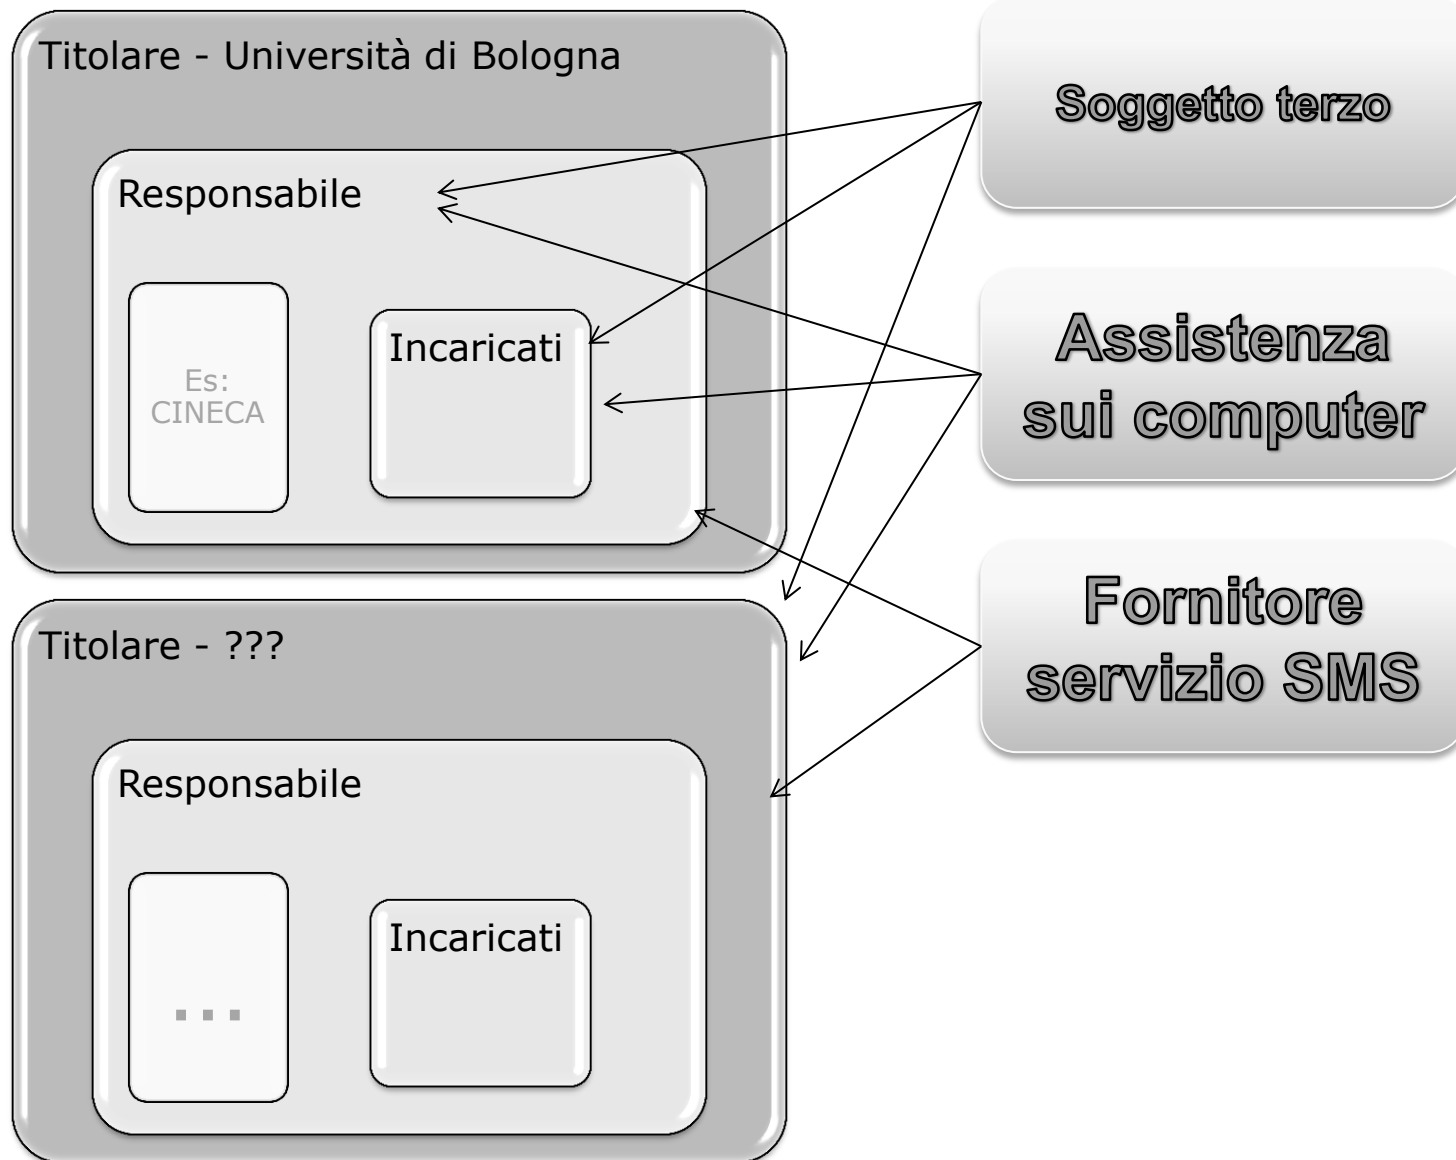 Titolare - Università di Bologna
Responsabile
Es:
CINECA
Incaricati
Titolare - ???
Responsabile
...
Incaricati
Soggetto terzo
Assistenza
sui computer
Fornitore
servizio SMS